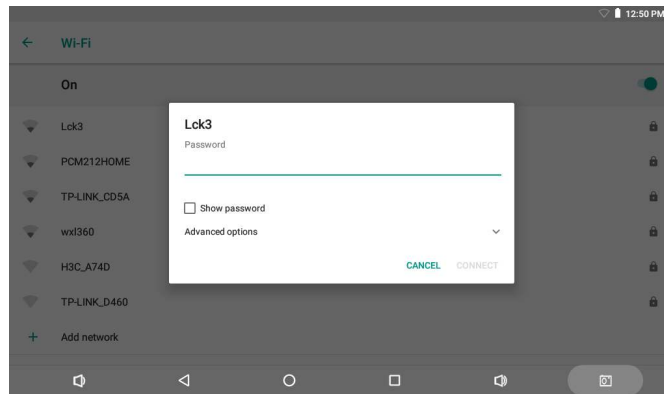 12:50 PM
Wi-Fi
On
Lck3
PCM212HOME
TP-LINK_CD5A
wxl360
H3C_A74D
TP-LINK_D460
Add network
Lck3
Password
Show password
Advanced options
CANCEL CONNECT